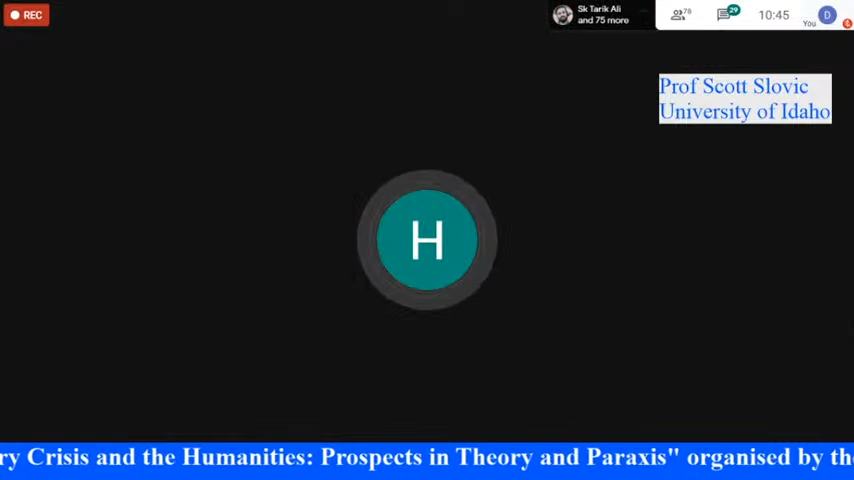 REC
Sk Tarik Ali
and 75 more
78
29
10:45
You
D
Prof Scott Slovic
University of Idaho
H
ry Crisis and the Humanities: Prospects in Theory and Paraxis" organised by the